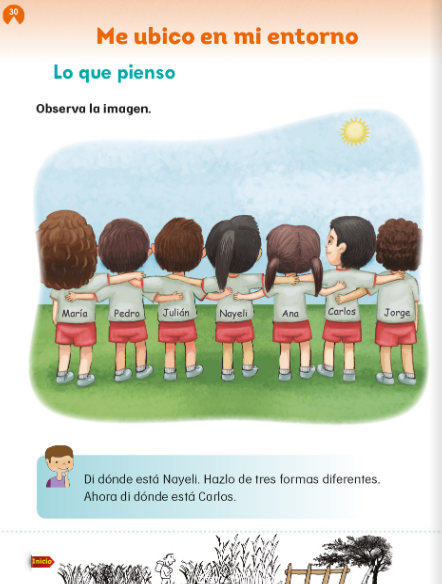 30
Me ubico en mi entorno
Lo que pienso
Observa la imagen.
María Pedro Julián Nayeli Ana Carlos Jorge
Di dónde está Nayeli. Hazlo de tres formas diferentes.
Ahora di dónde está Carlos.
Inicio